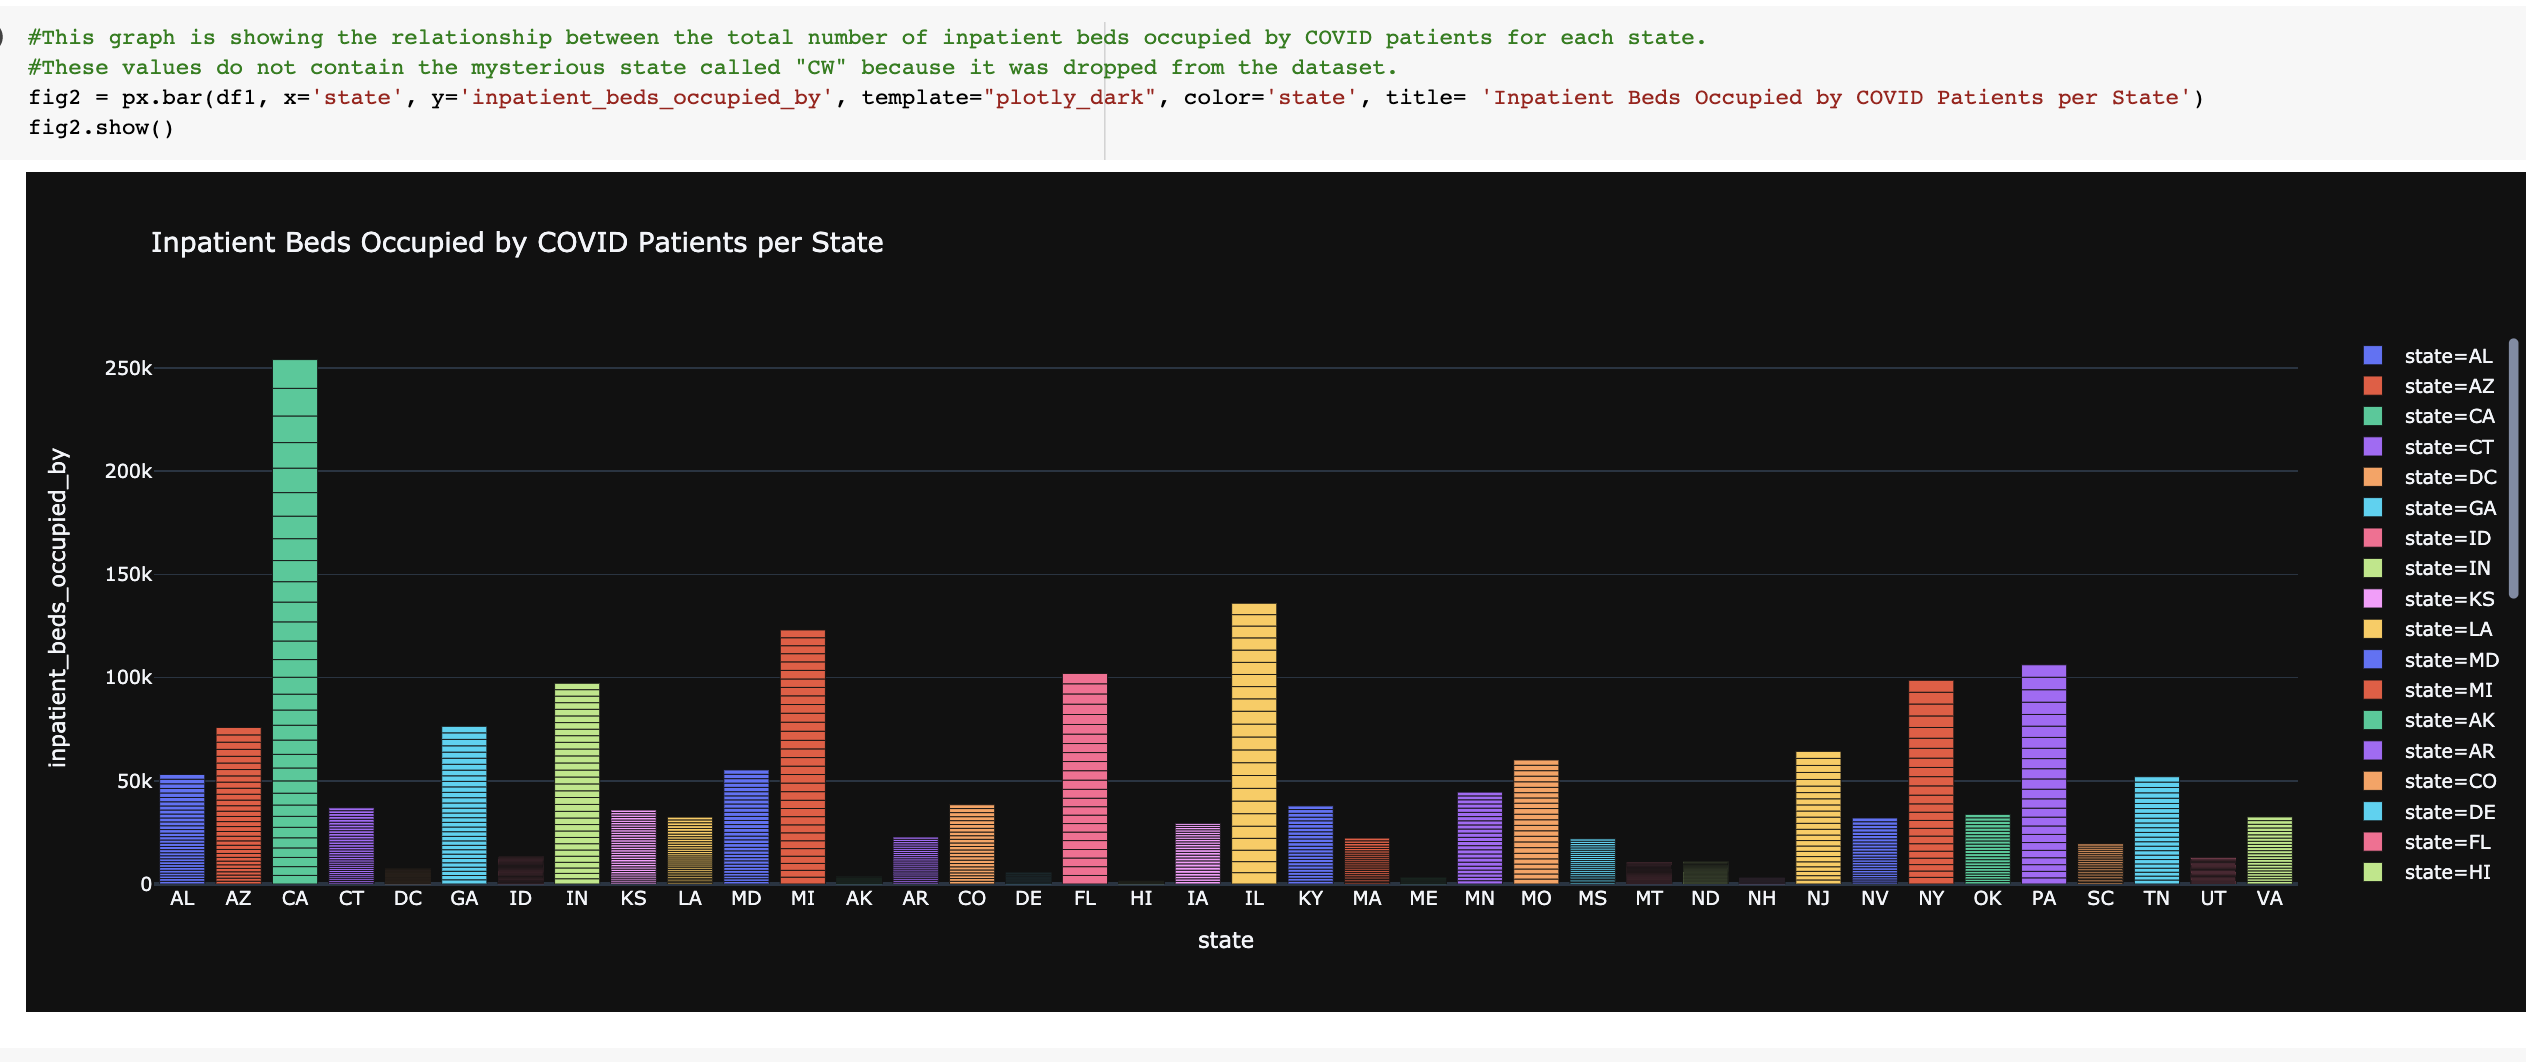 #This graph is showing the relationship between the total number of inpatient beds occupied by COVID patients for each state.
#These values do not contain the mysterious state called "CW" because it was dropped from the dataset.
fig2 = px.bar(df1, x='state', y='inpatient_beds_occupied_by', template="plotly_dark", color='state', title= 'Inpatient Beds Occupied by COVID Patients per State')
fig2.show()
Inpatient Beds Occupied by COVID Patients per State
inpatient_beds_occupied_by
250k
200k
150k
100k
50k
0
AL AZ CA CT DC GA ID IN KS LA MD MI AK AR CO DE FL HI IA IL KY MA ME MN MO MS MT ND NH NJ NV NY OK PA SC TN UT VA
state
state=AL
state=AZ
state=CA
state=CT
state=DC
state=GA
state=ID
state=IN
state=KS
state=LA
state=MD
state=MI
state=AK
state=AR
state=CO
state=DE
state=FL
state=HI